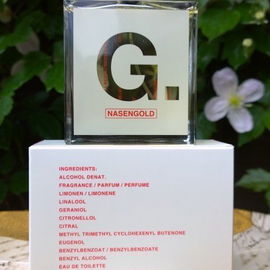 G.
NASENGOLD
INGREDIENTS:
ALCOHOL DENAT.
FRAGRANCE / PARFUM / PERFUME
LIMONEN / LIMONENE
LINALOOL
GERANIOL
CITRONELLOL
CITRAL
METHYL TRIMETHYL CYCLOHEXENYL BUTENONE
EUGENOL
BENZYLBENZOAT / BENZYLBENZOATE
BENZYL ALCOHOL
EAU DE TOILETTE